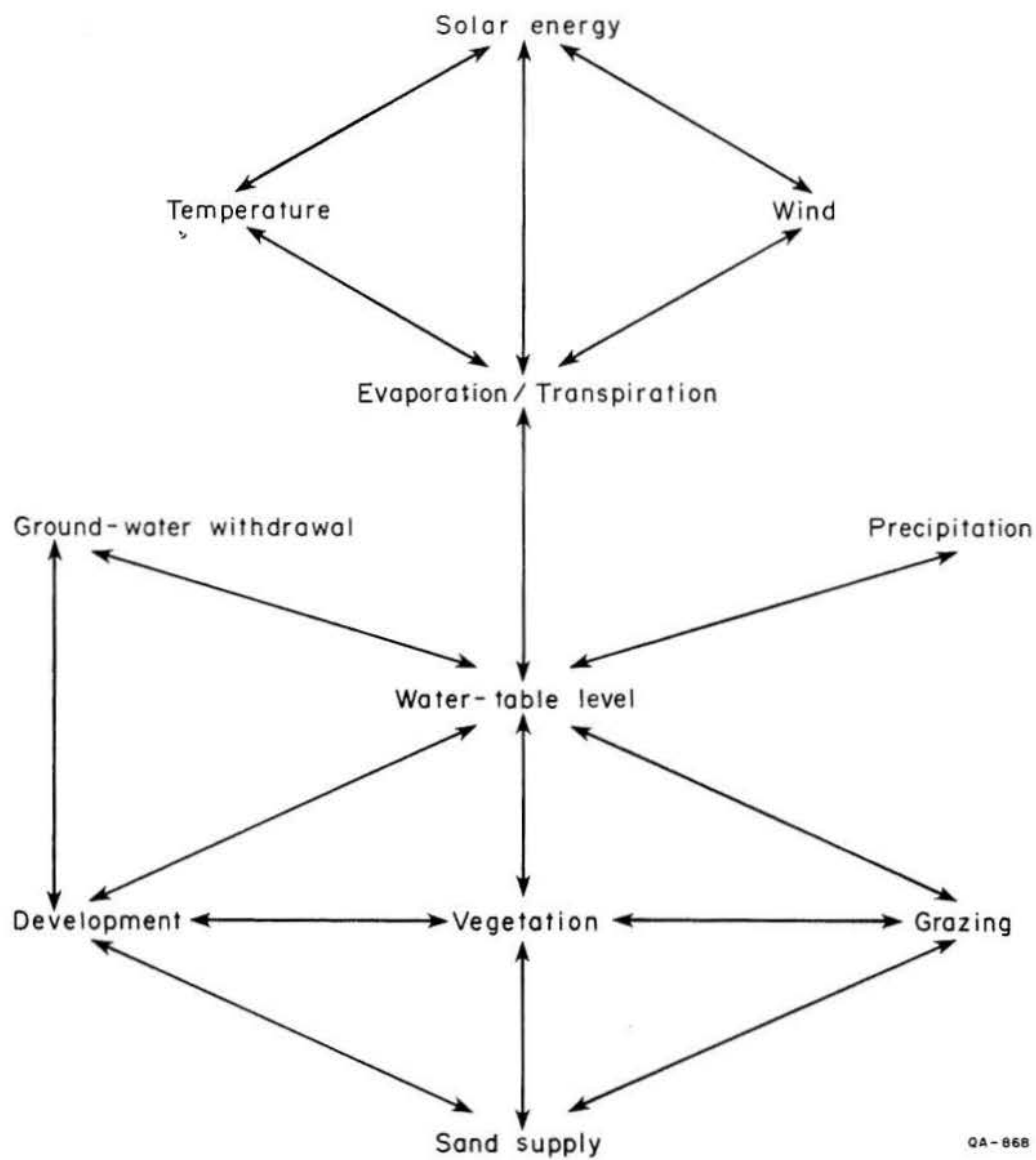 Solar energy
Temperature
Wind
Evaporation / Transpiration
Ground-water withdrawal
Precipitation
Water-table level
Development
Vegetation
Grazing
Sand supply
QA-868